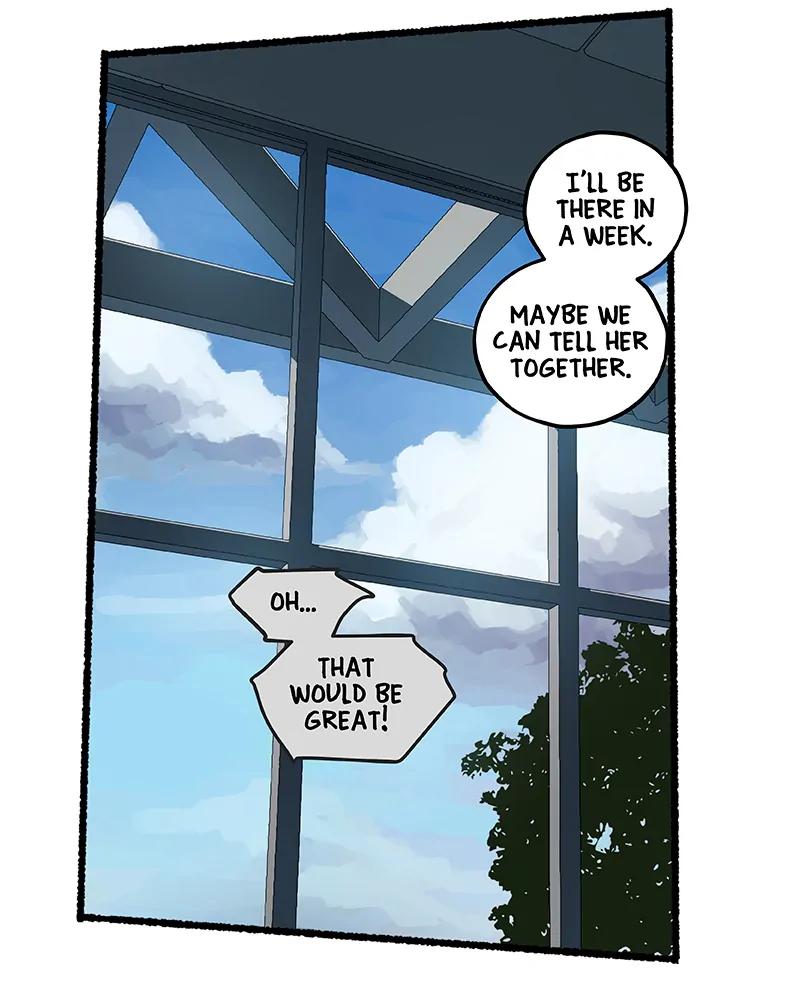 I'LL BE
THERE IN
A WEEK.
MAYBE WE
CAN TELL HER
TOGETHER.
OH...
THAT
WOULD BE
GREAT!